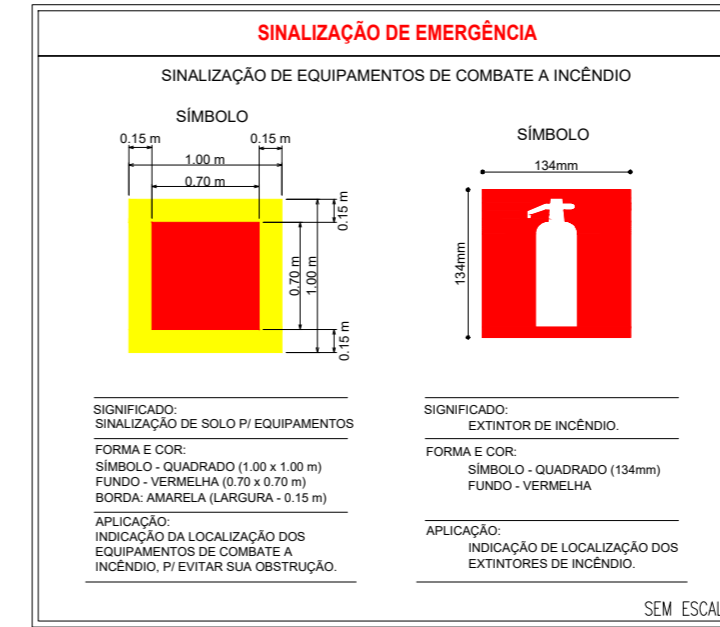 SINALIZAÇÃO DE EMERGÊNCIA
SINALIZAÇÃO DE EQUIPAMENTOS DE COMBATE A INCÊNDIO
SÍMBOLO
0.15 m
0.15 m
1.00 m
0.70 m
0.15 m
0.70 m
1.00 m
0.15 m
SIGNIFICADO:
SINALIZAÇÃO DE SOLO P/ EQUIPAMENTOS
FORMA E COR:
SÍMBOLO - QUADRADO (1.00 x 1.00 m)
FUNDO - VERMELHA (0.70 x 0.70 m)
BORDA: AMARELA (LARGURA - 0.15 m)
APLICAÇÃO:
INDICAÇÃO DA LOCALIZAÇÃO DOS
EQUIPAMENTOS DE COMBATE A
INCÊNDIO, P/ EVITAR SUA OBSTRUÇÃO.
SÍMBOLO
134mm
134mm
SIGNIFICADO:
EXTINTOR DE INCÊNDIO.
FORMA E COR:
SÍMBOLO - QUADRADO (134mm)
FUNDO - VERMELHA
APLICAÇÃO:
INDICAÇÃO DE LOCALIZAÇÃO DOS
EXTINTORES DE INCÊNDIO.
SEM ESCAL